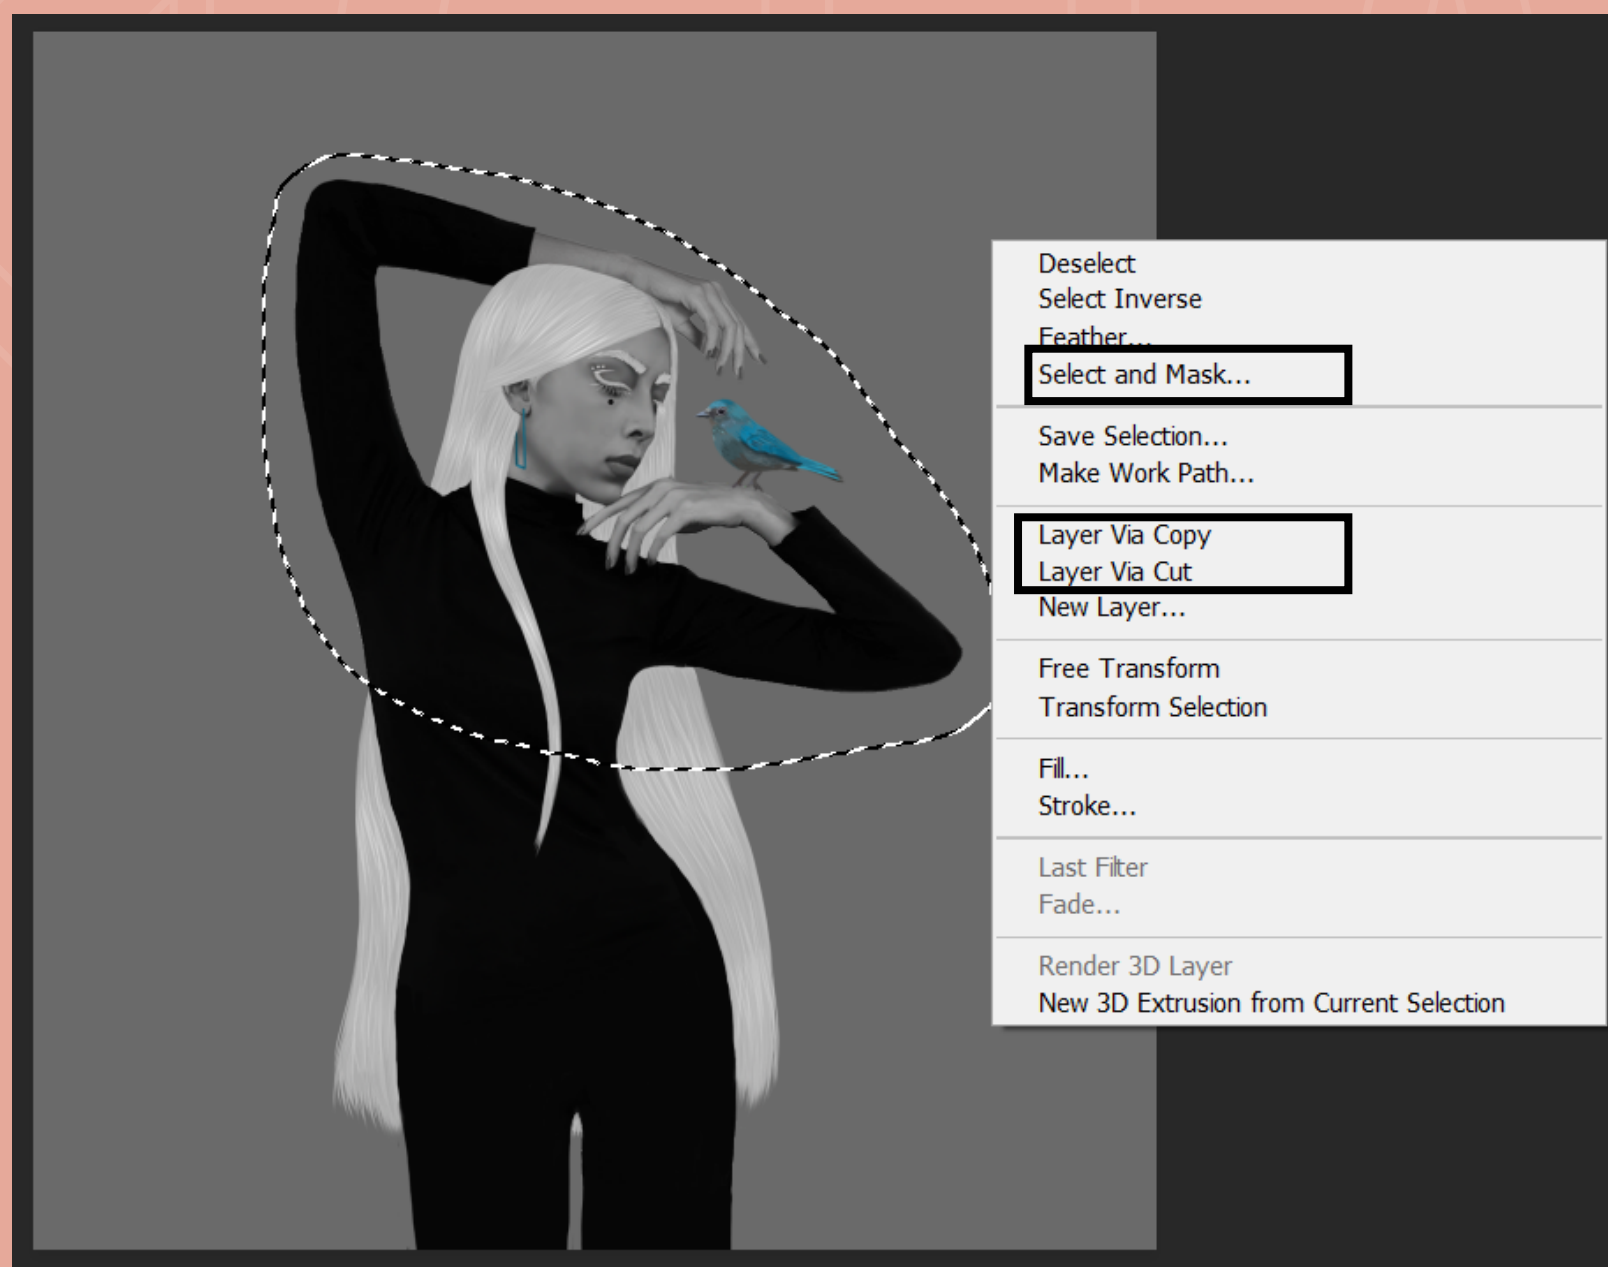 Deselect
Select Inverse
Feather...
Select and Mask...
Save Selection...
Make Work Path...
Layer Via Copy
Layer Via Cut
New Layer...
Free Transform
Transform Selection
Fill...
Stroke...
Last Filter
Fade...
Render 3D Layer
New 3D Extrusion from Current Selection